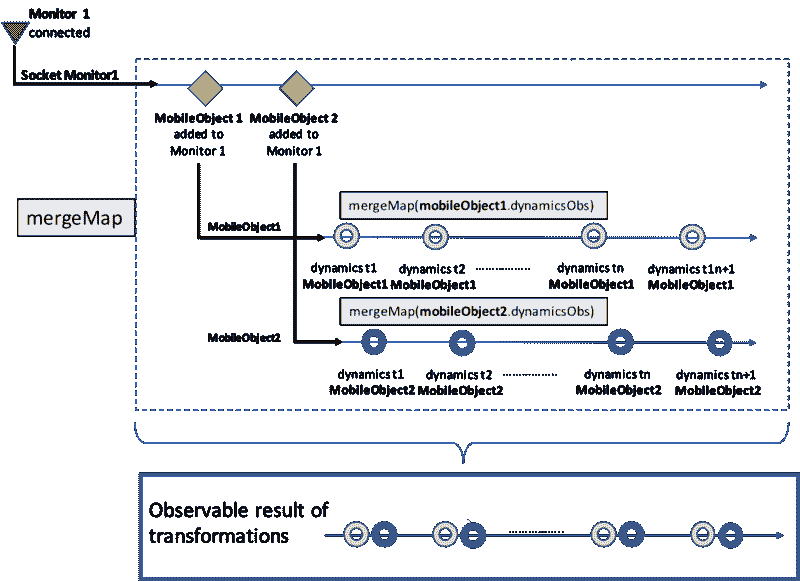 Monitor 1
connected
Socket Monitor1
MobileObject 1
added to
Monitor 1
MobileObject 2
added to
Monitor 1
mergeMap
mergeMap(mobileObject1.dynamicsObs)
MobileObject1
dynamics t1
MobileObject1
dynamics t2
MobileObject1
dynamics tn
MobileObject1
dynamics t1n+1
MobileObject1
mergeMap(mobileObject2.dynamicsObs)
MobileObject2
dynamics t1
MobileObject2
dynamics t2
MobileObject2
dynamics tn
MobileObject2
dynamics tn+1
MobileObject2
Observable result of
transformations